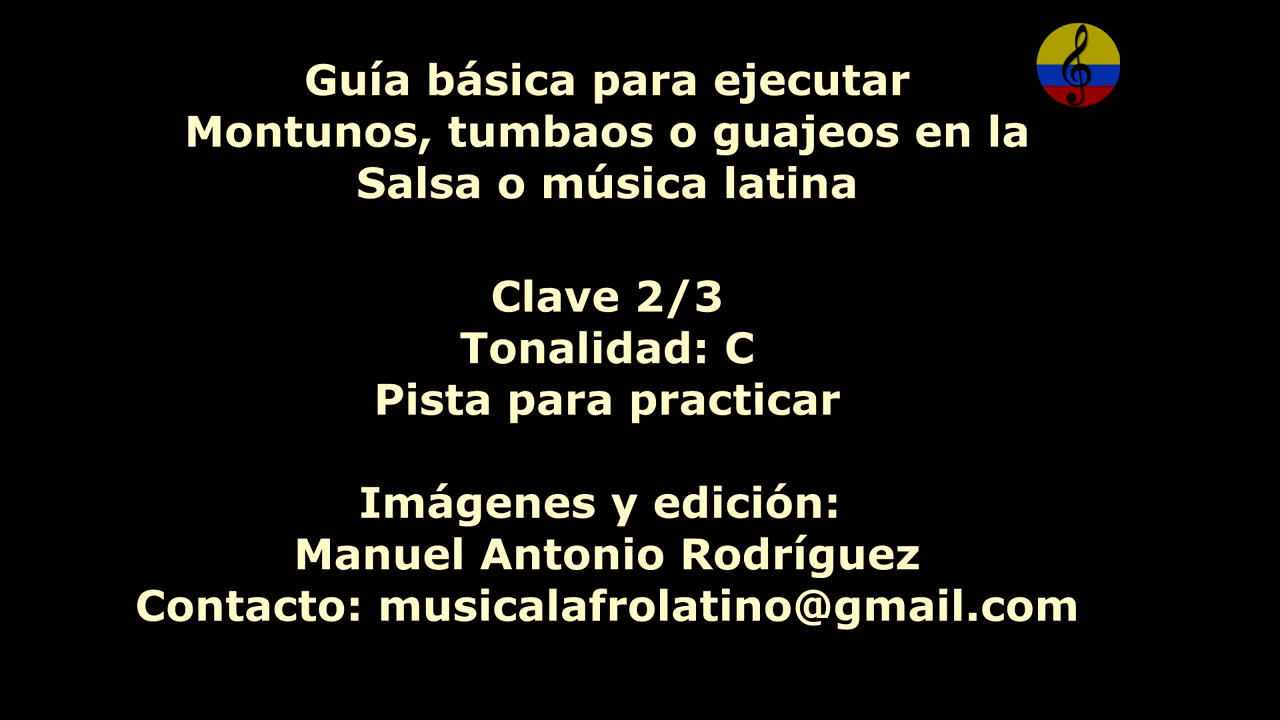 Guía básica para ejecutar
Montunos, tumbaos o guajeos en la
Salsa o música latina
Clave 2/3
Tonalidad: C
Pista para practicar
Imágenes y edición:
Manuel Antonio Rodríguez
Contacto: musicalafrolatino@gmail.com